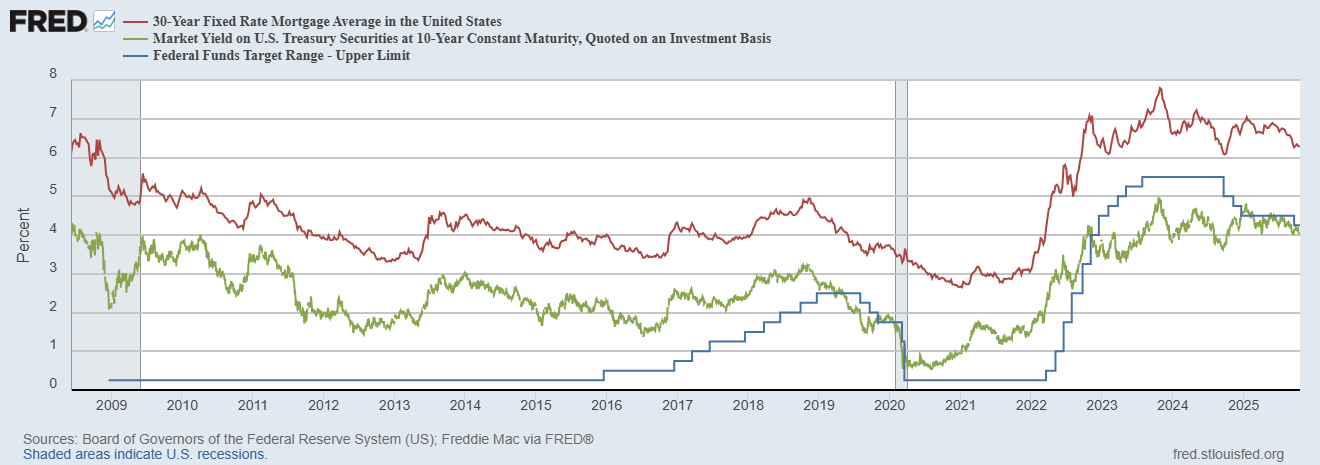 FRED
30-Year Fixed Rate Mortgage Average in the United States
Market Yield on U.S. Treasury Securities at 10-Year Constant Maturity, Quoted on an Investment Basis
Federal Funds Target Range - Upper Limit
8
7
6
5
4
3
2
1
0
Percent
2009 2010 2011 2012 2013 2014 2015 2016 2017 2018 2019 2020 2021 2022 2023 2024 2025
Sources: Board of Governors of the Federal Reserve System (US); Freddie Mac via FRED®
Shaded areas indicate U.S. recessions.
fred.stlouisfed.org